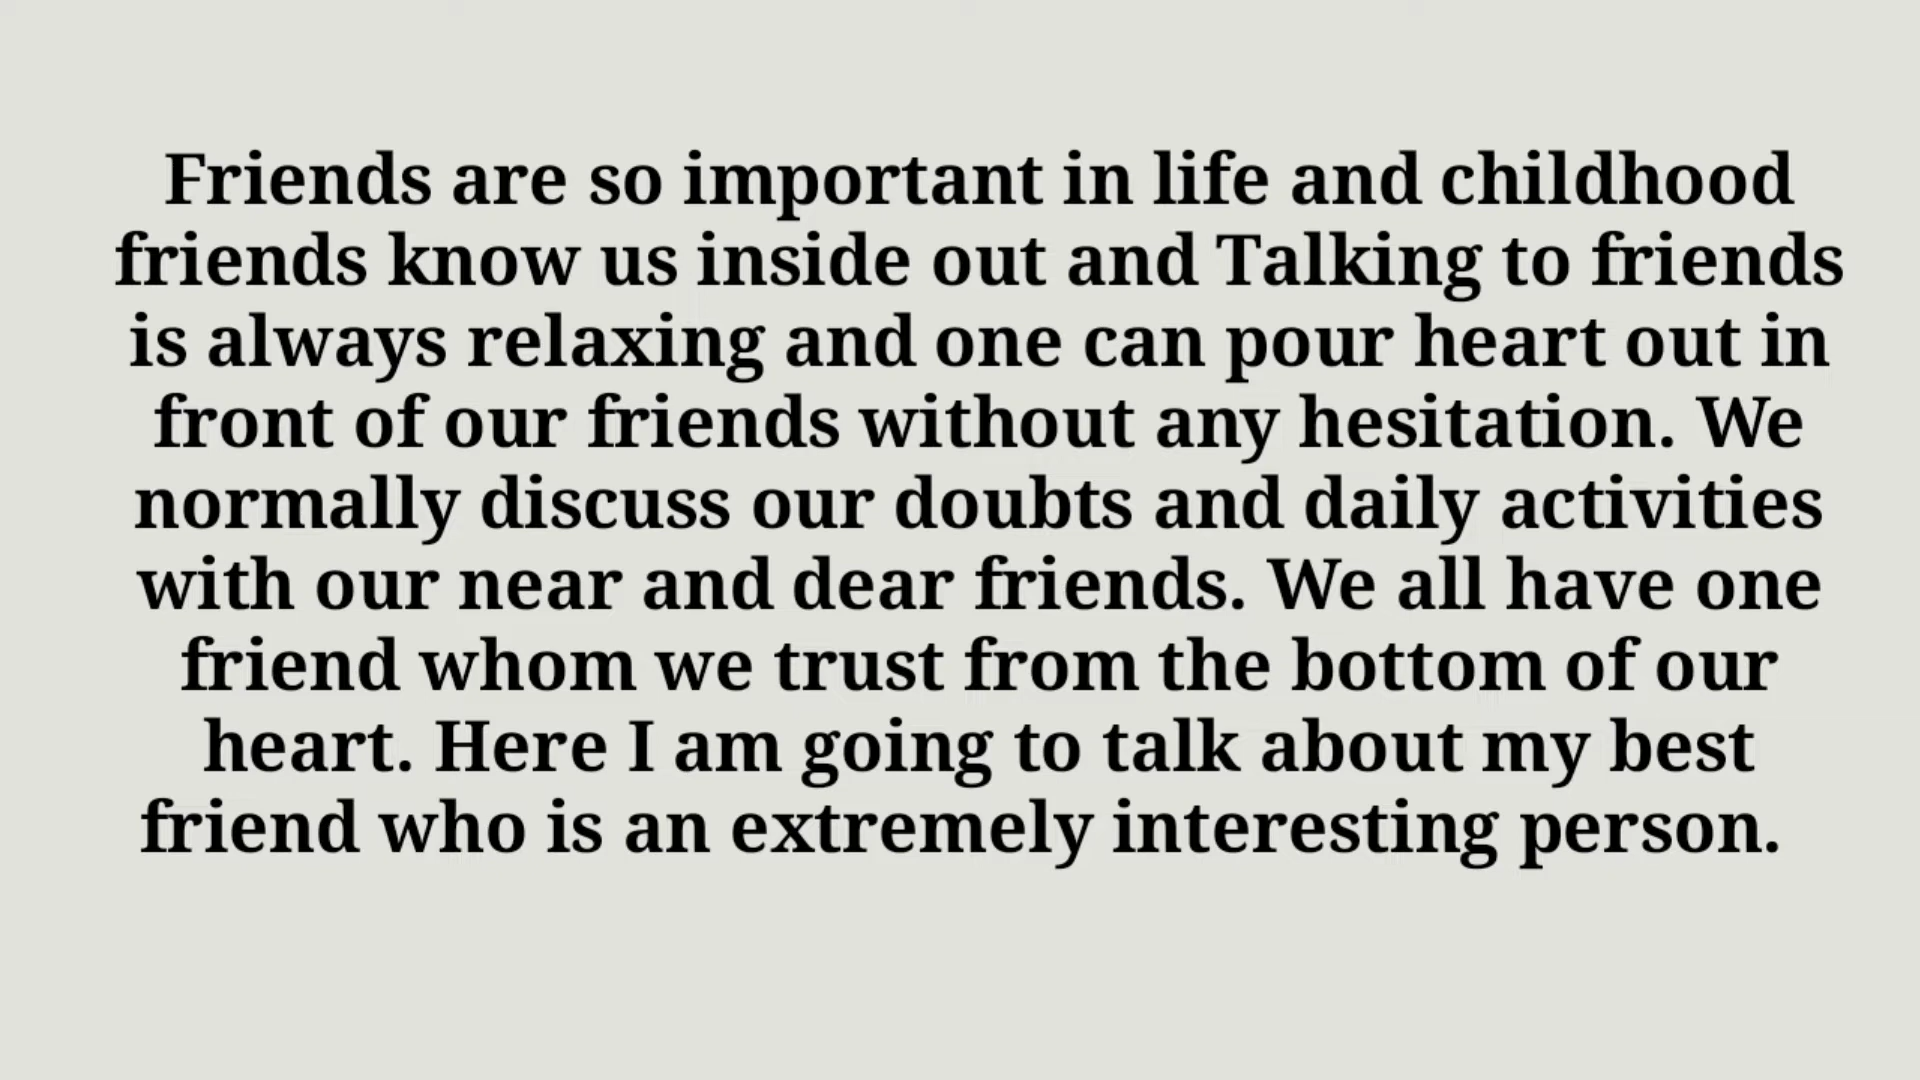 Friends are so important in life and childhood
friends know us inside out and Talking to friends
is always relaxing and one can pour heart out in
front of our friends without any hesitation. We
normally discuss our doubts and daily activities
with our near and dear friends. We all have one
friend whom we trust from the bottom of our
heart. Here I am going to talk about my best
friend who is an extremely interesting person.